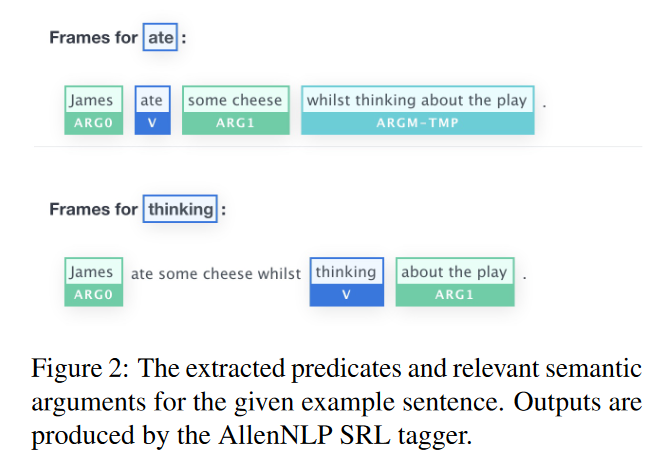 Frames for ate :
James ate some cheese whilst thinking about the play .
ARG0 V ARG1 ARGM-TMP
Frames for thinking :
James ate some cheese whilst thinking about the play .
ARG0 V ARG1
Figure 2: The extracted predicates and relevant semantic
arguments for the given example sentence. Outputs are
produced by the AllenNLP SRL tagger.